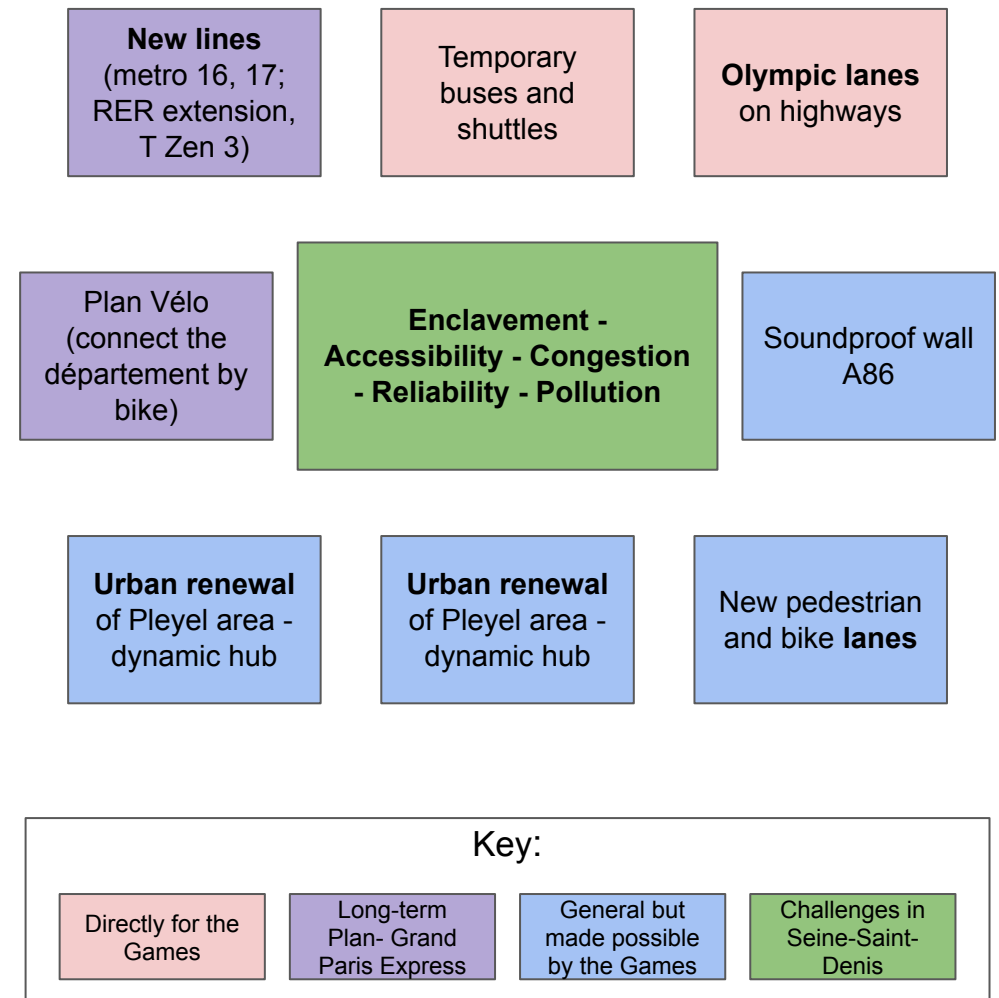 New lines
(metro 16, 17;
RER extension,
T Zen 3)
Temporary
buses and
shuttles
Olympic lanes
on highways
Plan Vélo
(connect the
département by
bike)
Enclavement -
Accessibility - Congestion
- Reliability - Pollution
Soundproof wall
A86
Urban renewal
of Pleyel area -
dynamic hub
Urban renewal
of Pleyel area -
dynamic hub
New pedestrian
and bike lanes
Key:
Directly for the
Games
Long-term
Plan- Grand
Paris Express
General but
made possible
by the Games
Challenges in
Seine-Saint-
Denis